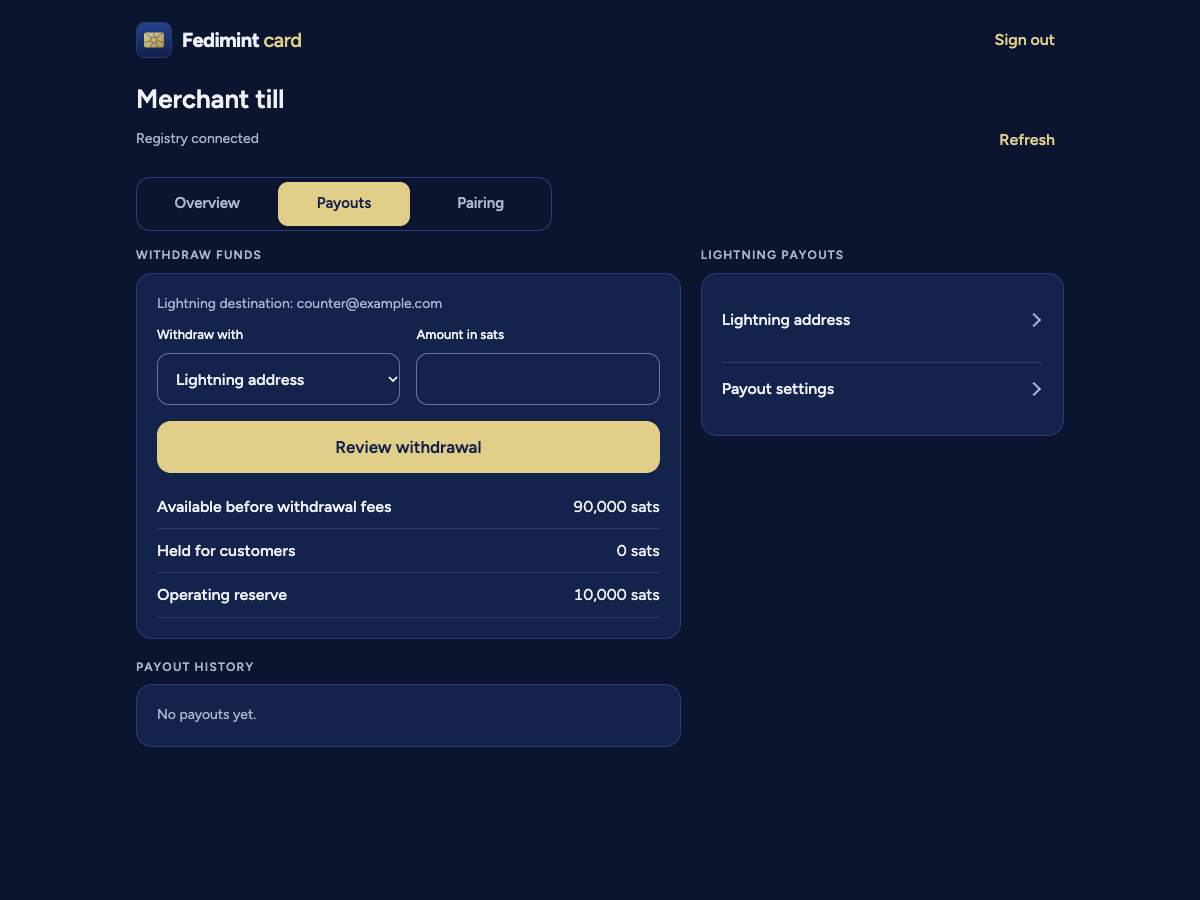 Fedimint card
Sign out
Merchant till
Registry connected
Refresh
Overview
Payouts
Pairing
WITHDRAW FUNDS
Lightning destination: counter@example.com
Withdraw with
Amount in sats
Lightning address
Review withdrawal
Available before withdrawal fees
90,000 sats
Held for customers
0 sats
Operating reserve
10,000 sats
LIGHTNING PAYOUTS
Lightning address
Payout settings
PAYOUT HISTORY
No payouts yet.